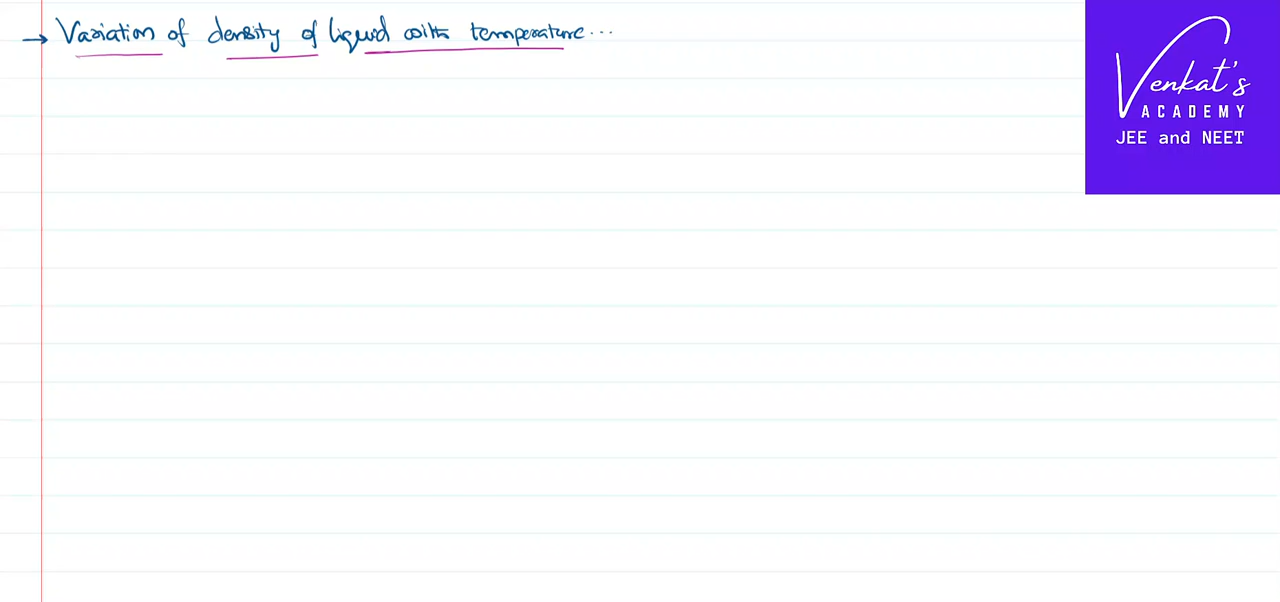 → Variation of density of liquid with temperature...
Venkat's
ACADEMY
JEE and NEET